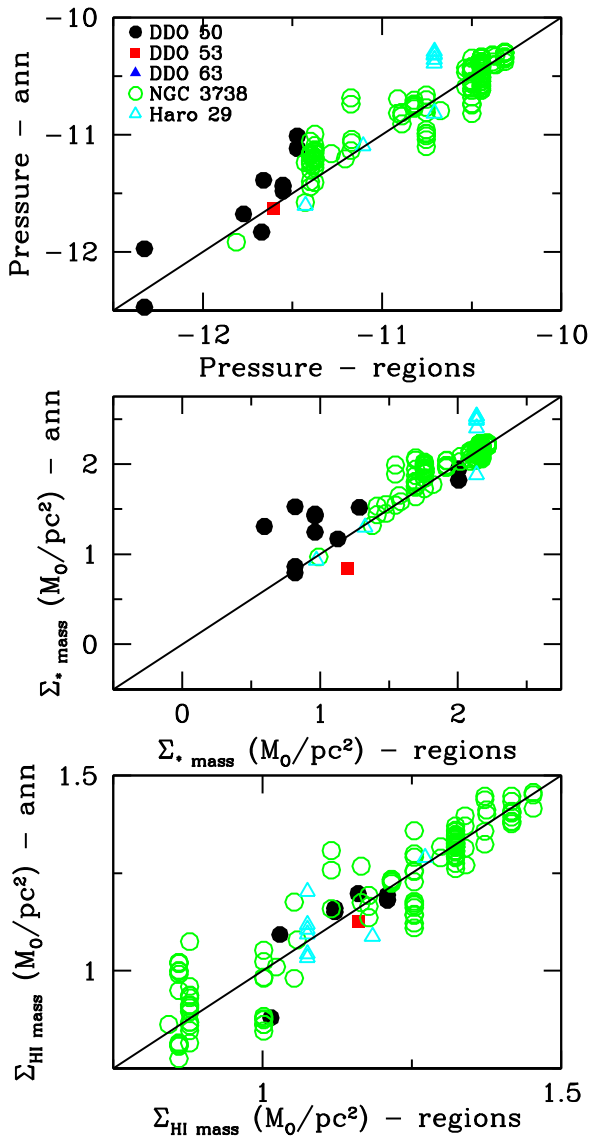 −10
DDO 50
DDO 53
DDO 63
NGC 3738
Haro 29
−11
−12
Pressure − ann
−12 −11 −10
Pressure − regions
2
1
0
Σ* mass (M₀/pc²) − ann
0 1 2
Σ* mass (M₀/pc²) − regions
1.5
1
ΣHI mass (M₀/pc²) − ann
1 1.5
ΣHI mass (M₀/pc²) − regions